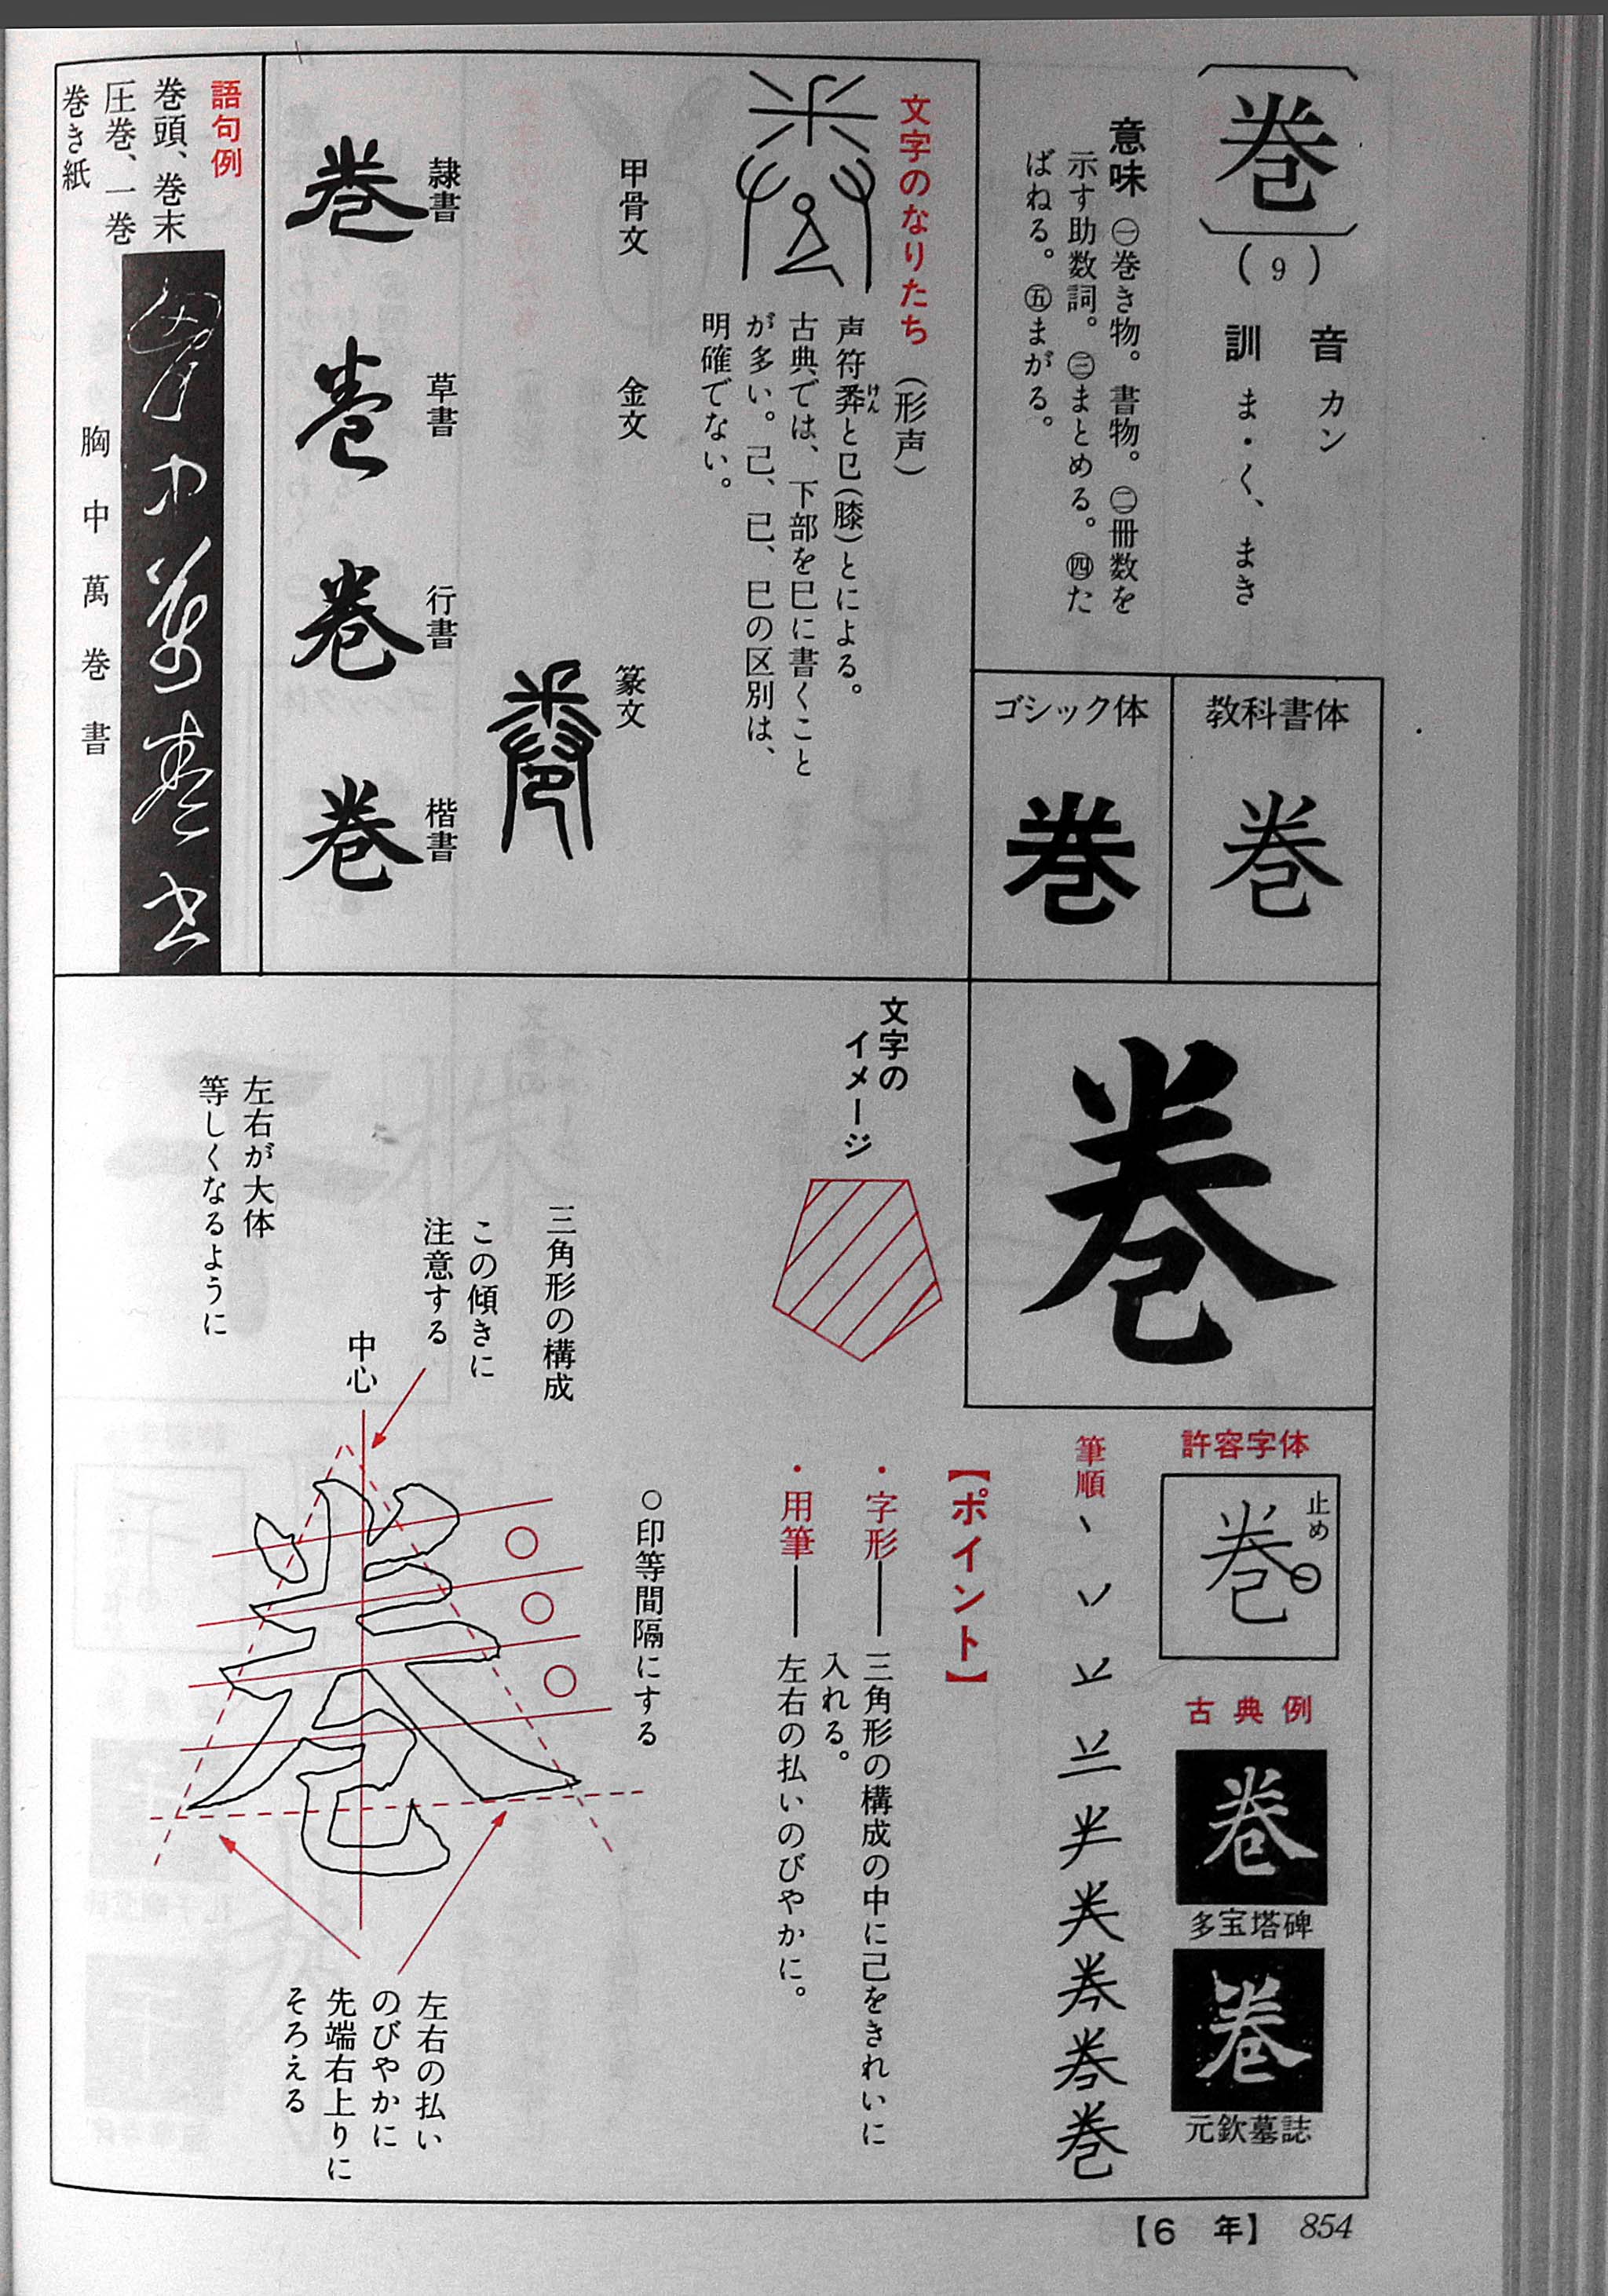 巻
(9)
音 カン
訓 ま・く、まき
意味 ㊀巻き物。書物。㊁冊数を
示す助数詞。㊂まとめる。㊃た
ばねる。㊄まがる。
教科書体
巻
ゴシック体
巻
文字のなりたち (形声)
声符𢍏けんと㔾(膝)とによる。
古典では、下部を巳に書くこと
が多い。己、已、巳の区別は、
明確でない。
甲骨文
金文
篆文
隷書
草書
行書
楷書
巻
巻
巻
巻
語句例
巻頭、巻末
圧巻、一巻
巻き紙
胸中萬巻書
胸中萬巻書
巻
許容字体
止め
巻
古典例
巻
多宝塔碑
巻
元欽墓誌
筆順
巻
【ポイント】
・字形――三角形の構成の中に己をきれいに
入れる。
・用筆――左右の払いのびやかに。
文字の
イメージ
〇印等間隔にする
三角形の構成
この傾きに
注意する
中心
左右が大体
等しくなるように
巻
左右の払い
のびやかに
先端右上りに
そろえる
【6 年】 854